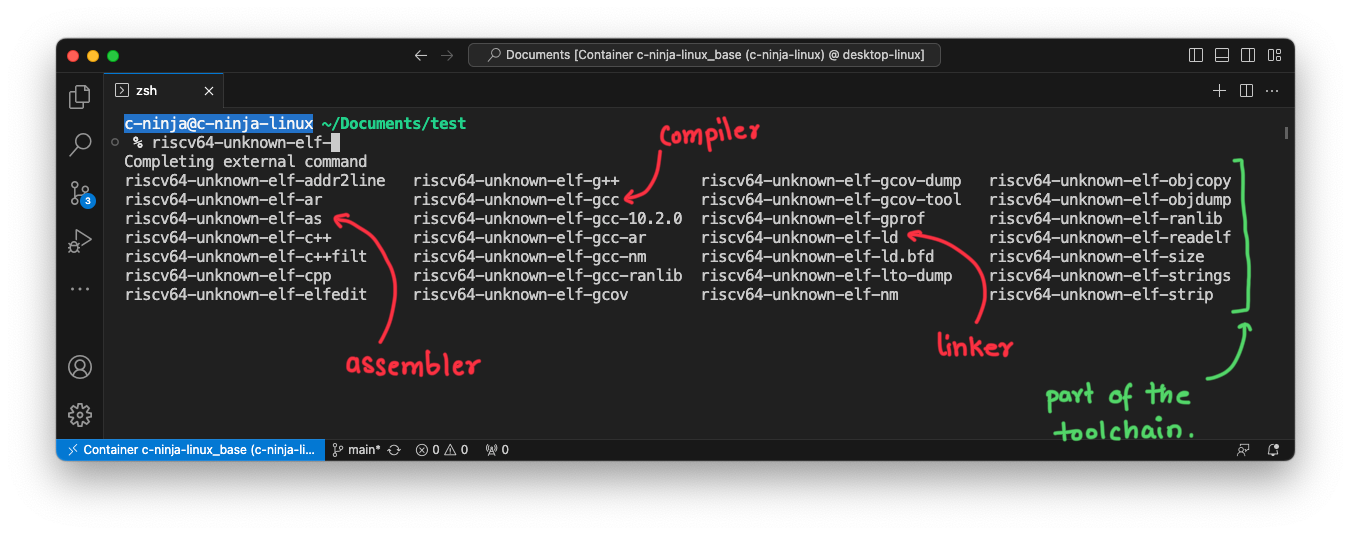 Documents [Container c-ninja-linux_base (c-ninja-linux) @ desktop-linux]
zsh
c-ninja@c-ninja-linux ~/Documents/test
% riscv64-unknown-elf-
compiler
Completing external command
riscv64-unknown-elf-addr2line riscv64-unknown-elf-g++ riscv64-unknown-elf-gcov-dump riscv64-unknown-elf-objcopy
riscv64-unknown-elf-ar riscv64-unknown-elf-gcc riscv64-unknown-elf-gcov-tool riscv64-unknown-elf-objdump
riscv64-unknown-elf-as riscv64-unknown-elf-gcc-10.2.0 riscv64-unknown-elf-gprof riscv64-unknown-elf-ranlib
riscv64-unknown-elf-c++ riscv64-unknown-elf-gcc-ar riscv64-unknown-elf-ld riscv64-unknown-elf-readelf
riscv64-unknown-elf-c++filt riscv64-unknown-elf-gcc-nm riscv64-unknown-elf-ld.bfd riscv64-unknown-elf-size
riscv64-unknown-elf-cpp riscv64-unknown-elf-gcc-ranlib riscv64-unknown-elf-lto-dump riscv64-unknown-elf-strings
riscv64-unknown-elf-elfedit riscv64-unknown-elf-gcov riscv64-unknown-elf-nm riscv64-unknown-elf-strip
3
assembler
linker
part of the
toolchain.
Container c-ninja-linux_base (c-ninja-li... main* 0 0 0